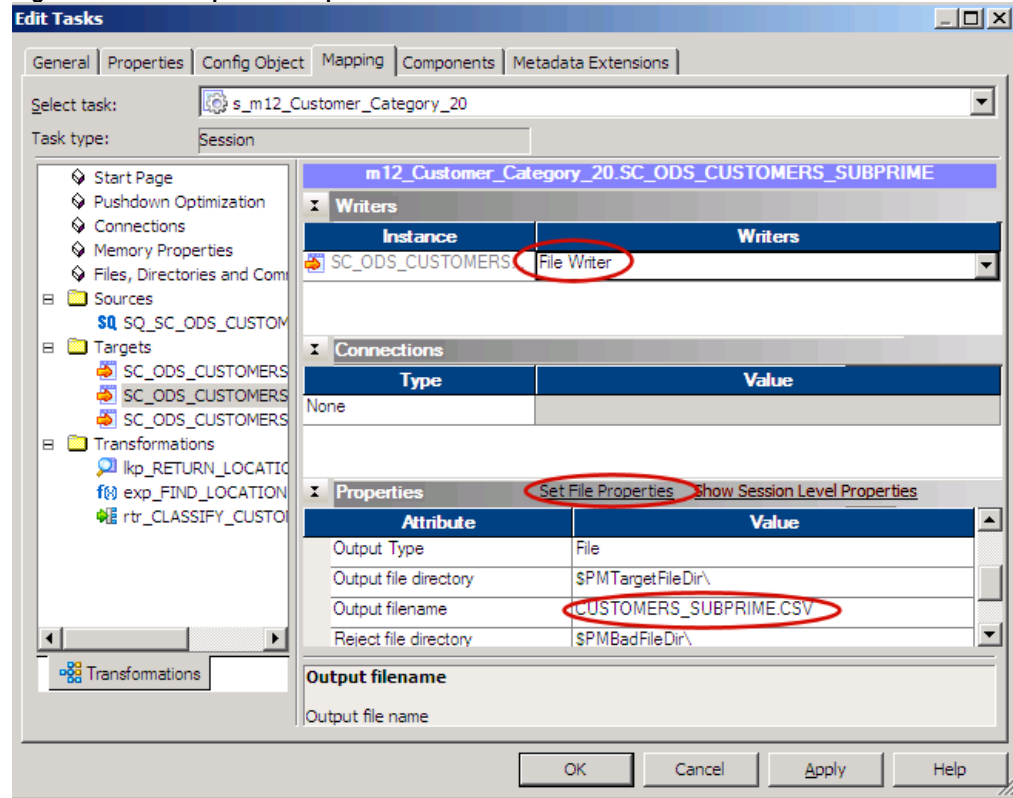 Edit Tasks
General Properties Config Object Mapping Components Metadata Extensions
Select task: s_m12_Customer_Category_20
Task type: Session
Start Page
Pushdown Optimization
Connections
Memory Properties
Files, Directories and Com
Sources
SQ SQ_SC_ODS_CUSTOM
Targets
SC_ODS_CUSTOMERS
SC_ODS_CUSTOMERS
SC_ODS_CUSTOMERS
Transformations
lkp_RETURN_LOCATIO
f(x) exp_FIND_LOCATION
rtr_CLASSIFY_CUSTO
Transformations
m12_Customer_Category_20.SC_ODS_CUSTOMERS_SUBPRIME
Writers
Instance Writers
SC_ODS_CUSTOMERS. File Writer
Connections
Type Value
None
Properties Set File Properties Show Session Level Properties
Attribute Value
Output Type File
Output file directory $PMTargetFileDir\
Output filename CUSTOMERS_SUBPRIME.CSV
Reject file directory $PMBadFileDir\
Output filename
Output file name
OK Cancel Apply Help